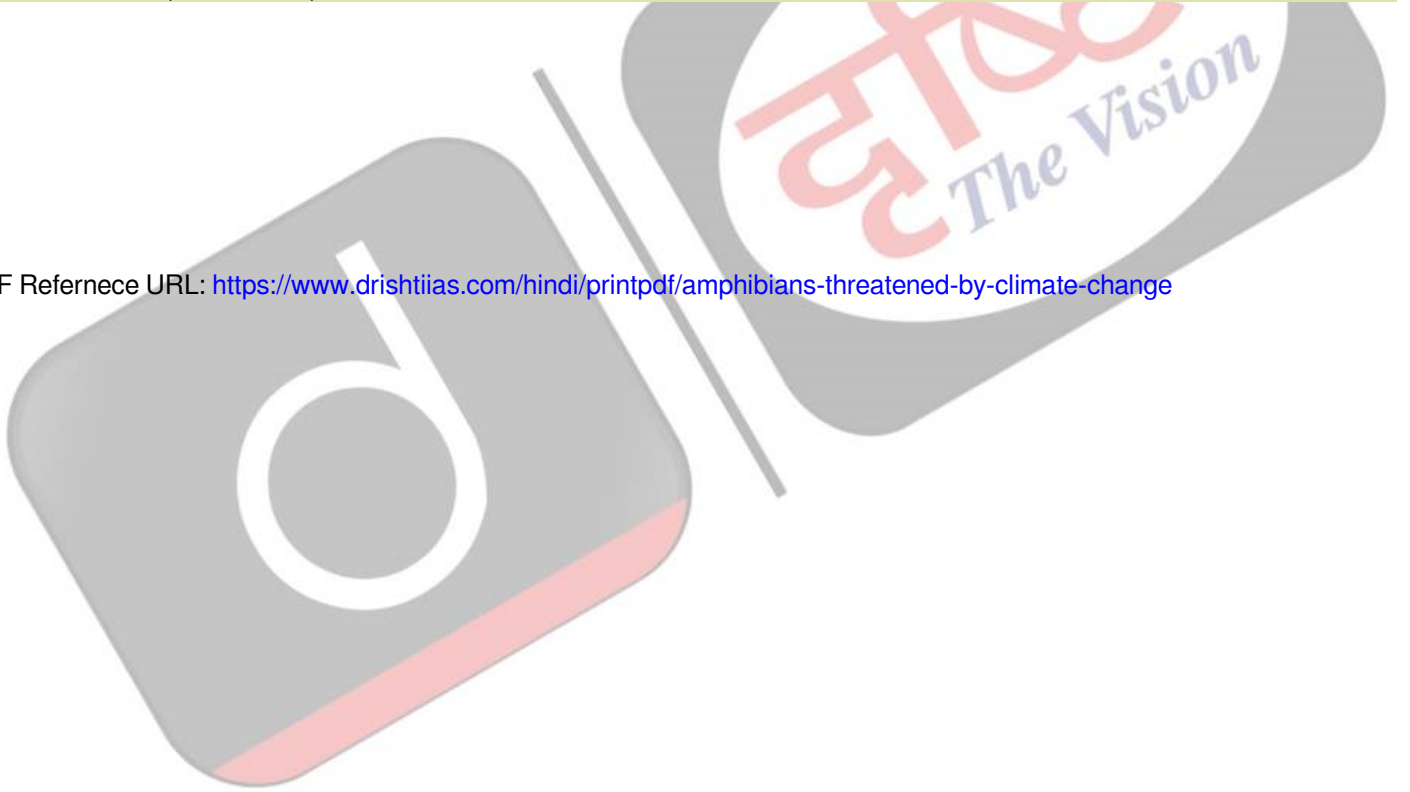 दृष्टि
The Vision
F Refernece URL: https://www.drishtiias.com/hindi/printpdf/amphibians-threatened-by-climate-change
d